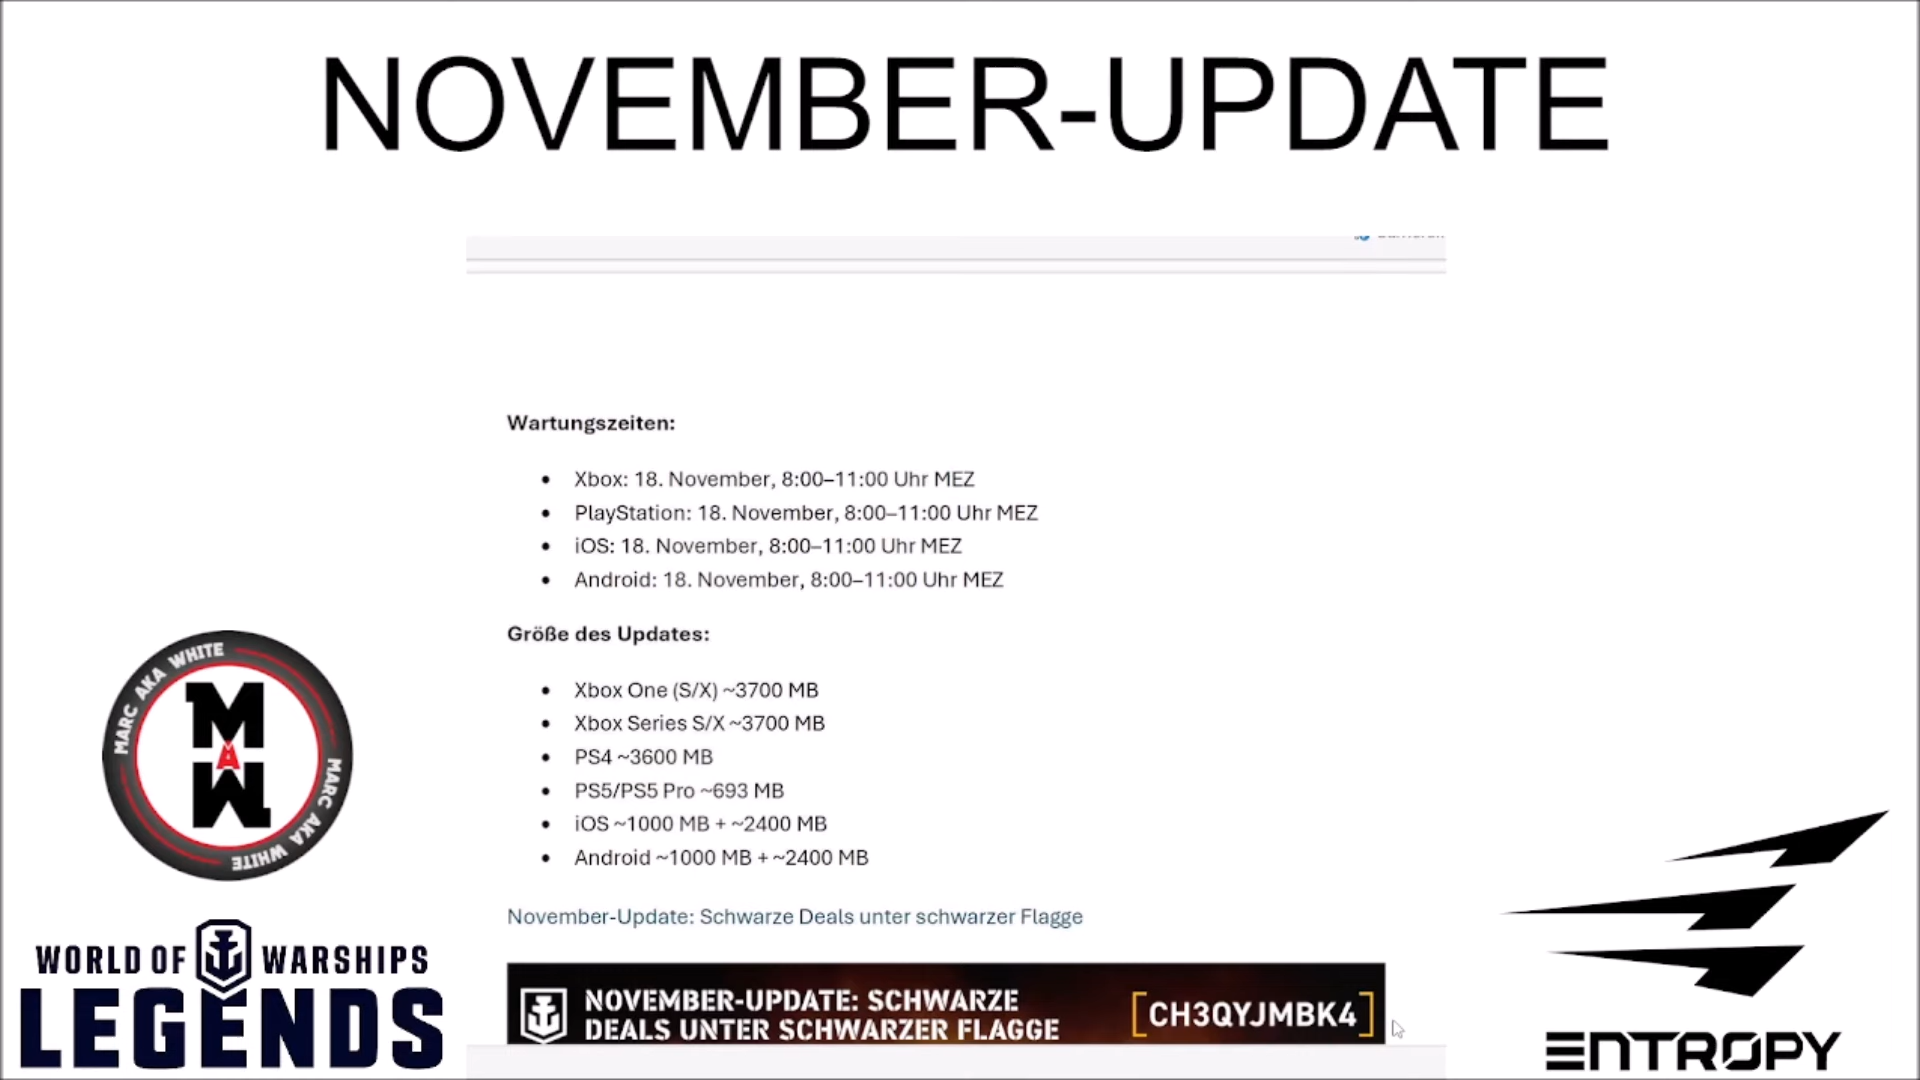 NOVEMBER-UPDATE
Wartungszeiten:
• Xbox: 18. November, 8:00–11:00 Uhr MEZ
• PlayStation: 18. November, 8:00–11:00 Uhr MEZ
• iOS: 18. November, 8:00–11:00 Uhr MEZ
• Android: 18. November, 8:00–11:00 Uhr MEZ
Größe des Updates:
• Xbox One (S/X) ~3700 MB
• Xbox Series S/X ~3700 MB
• PS4 ~3600 MB
• PS5/PS5 Pro ~693 MB
• iOS ~1000 MB + ~2400 MB
• Android ~1000 MB + ~2400 MB
November-Update: Schwarze Deals unter schwarzer Flagge
NOVEMBER-UPDATE: SCHWARZE
DEALS UNTER SCHWARZER FLAGGE
[CH3QYJMBK4]
MARC AKA WHITE
M
A
W
MARC AKA WHITE
WORLD OF WARSHIPS
LEGENDS
ENTROPY